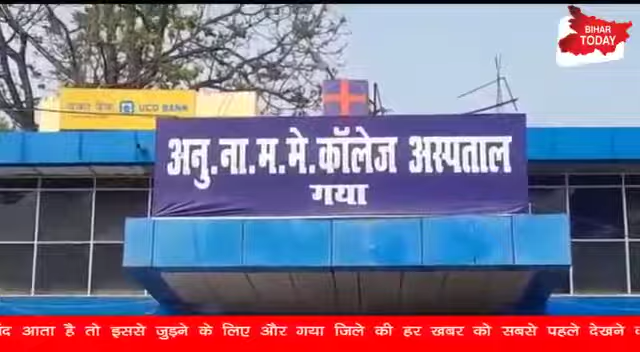 BIHAR
TODAY
UCO BANK
अनु.ना.म.मे.कॉलेज अस्पताल
गया
आता है तो इससे जुड़ने के लिए और गया जिले की हर खबर को सबसे पहले देखने